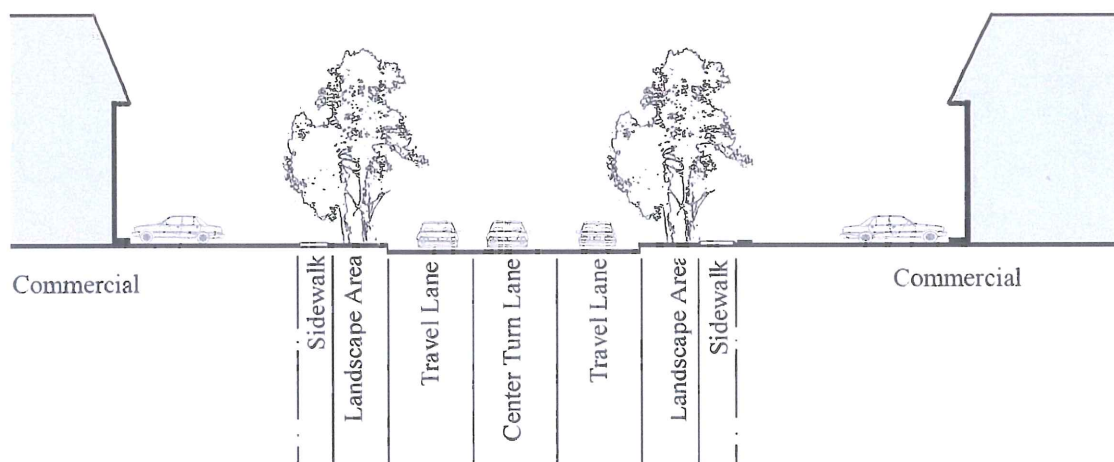 Commercial
Sidewalk
Landscape Area
Travel Lane
Center Turn Lane
Travel Lane
Landscape Area
Sidewalk
Commercial